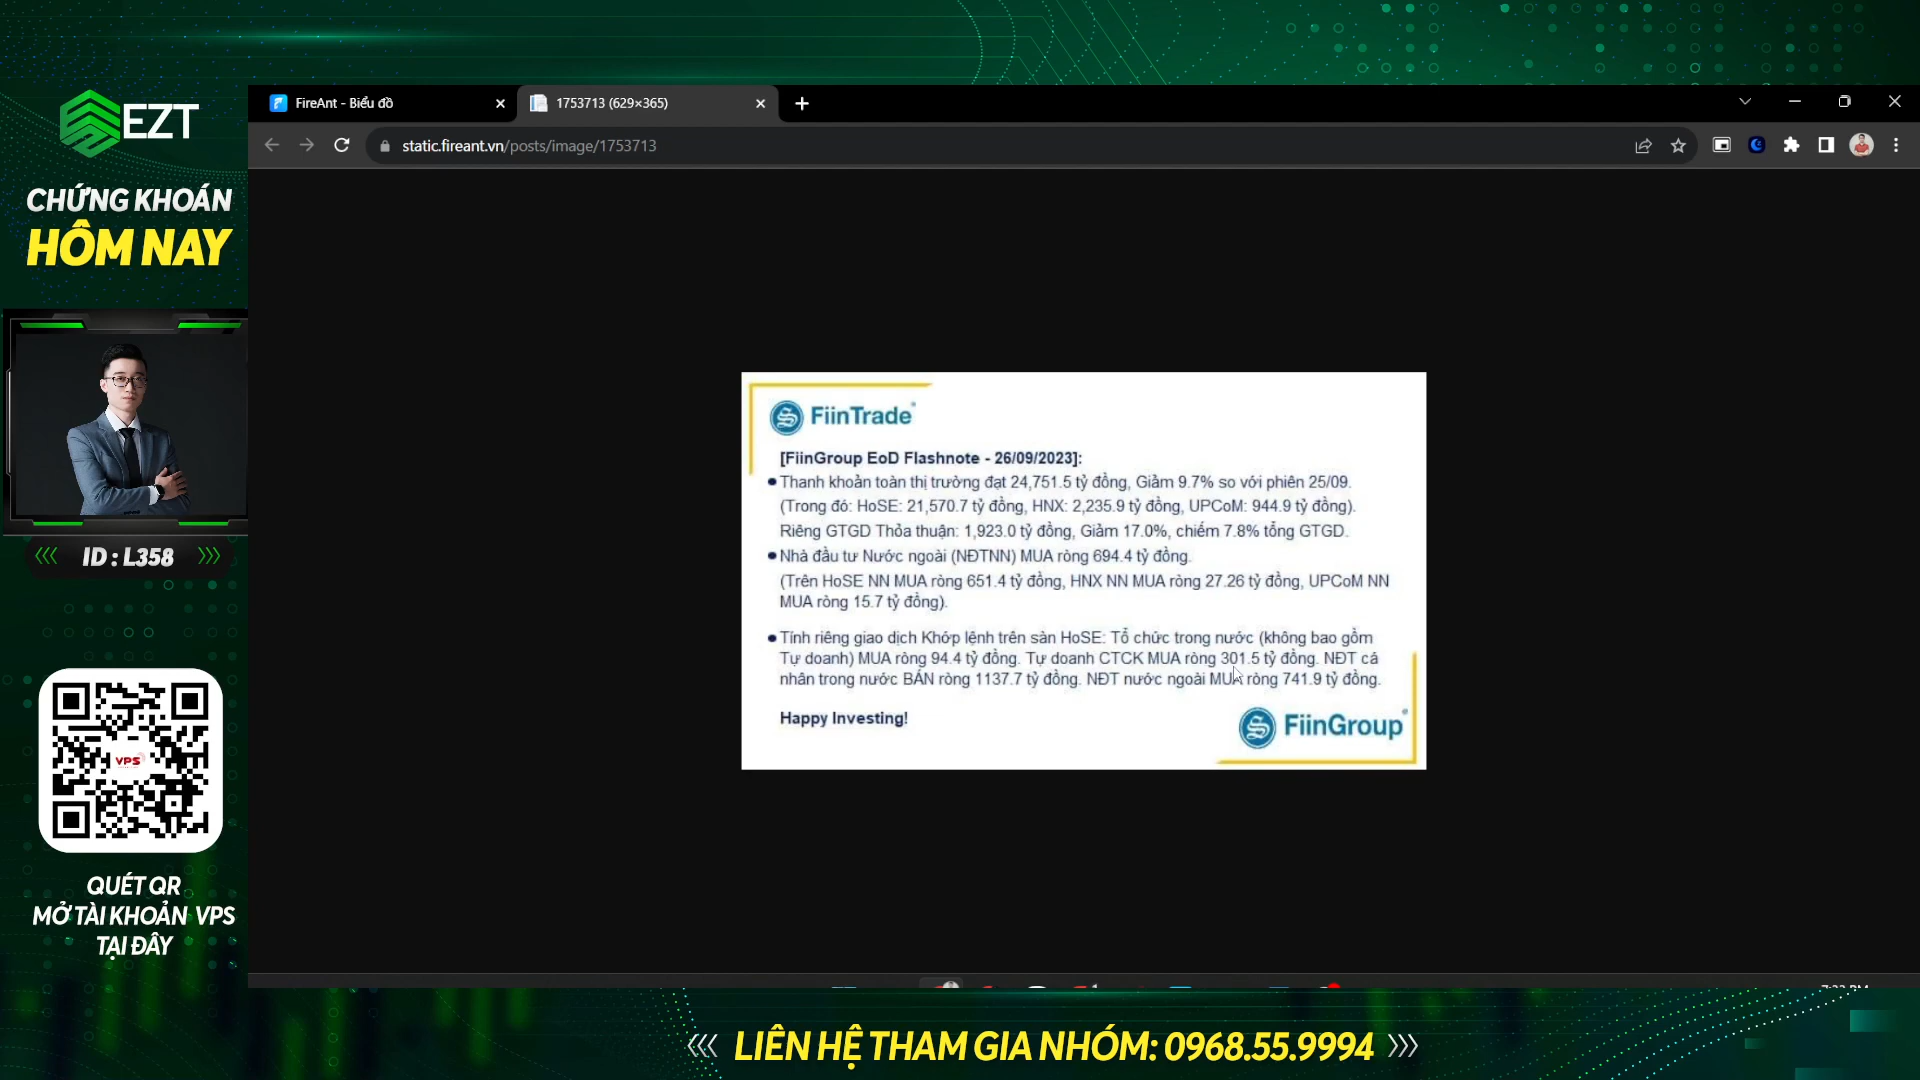 EZT
CHỨNG KHOÁN
HÔM NAY
ID : L358
VPS
QUÉT QR
MỞ TÀI KHOẢN VPS
TẠI ĐÂY
FireAnt - Biểu đồ
1753713 (629×365)
static.fireant.vn/posts/image/1753713
FiinTrade
[FiinGroup EoD Flashnote - 26/09/2023]:
Thanh khoản toàn thị trường đạt 24,751.5 tỷ đồng, Giảm 9.7% so với phiên 25/09.
(Trong đó: HoSE: 21,570.7 tỷ đồng, HNX: 2,235.9 tỷ đồng, UPCoM: 944.9 tỷ đồng).
Riêng GTGD Thỏa thuận: 1,923.0 tỷ đồng, Giảm 17.0%, chiếm 7.8% tổng GTGD.
Nhà đầu tư Nước ngoài (NĐTNN) MUA ròng 694.4 tỷ đồng.
(Trên HoSE NN MUA ròng 651.4 tỷ đồng, HNX NN MUA ròng 27.26 tỷ đồng, UPCoM NN
MUA ròng 15.7 tỷ đồng).
Tính riêng giao dịch Khớp lệnh trên sàn HoSE: Tổ chức trong nước (không bao gồm
Tự doanh) MUA ròng 94.4 tỷ đồng. Tự doanh CTCK MUA ròng 301.5 tỷ đồng. NĐT cá
nhân trong nước BÁN ròng 1137.7 tỷ đồng. NĐT nước ngoài MUA ròng 741.9 tỷ đồng.
Happy Investing!
FiinGroup
LIÊN HỆ THAM GIA NHÓM: 0968.55.9994